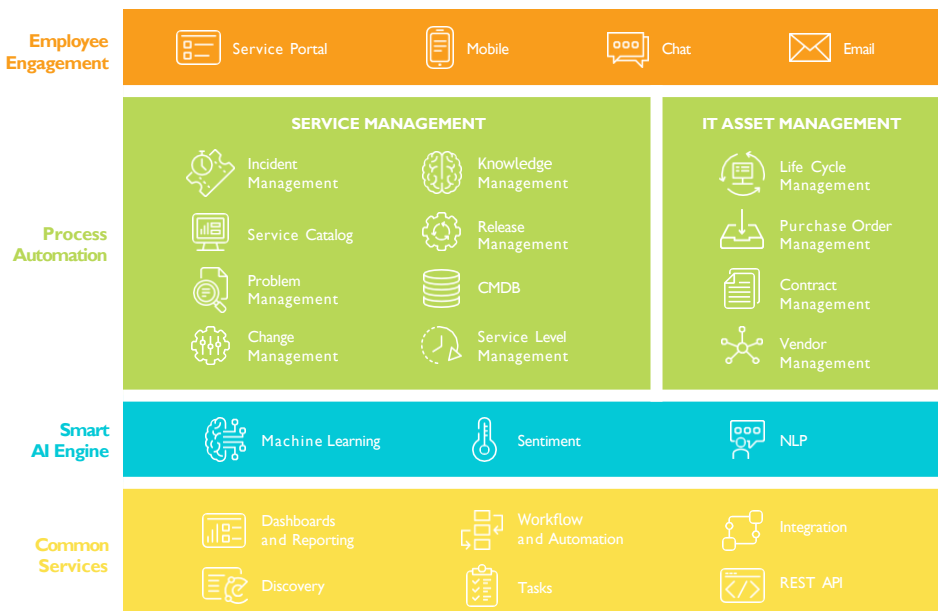 Employee
Engagement
Service Portal
Mobile
Chat
Email
Process
Automation
SERVICE MANAGEMENT
Incident
Management
Knowledge
Management
Service Catalog
Release
Management
Problem
Management
CMDB
Change
Management
Service Level
Management
IT ASSET MANAGEMENT
Life Cycle
Management
Purchase Order
Management
Contract
Management
Vendor
Management
Smart
AI Engine
Machine Learning
Sentiment
NLP
Common
Services
Dashboards
and Reporting
Workflow
and Automation
Integration
Discovery
Tasks
REST API